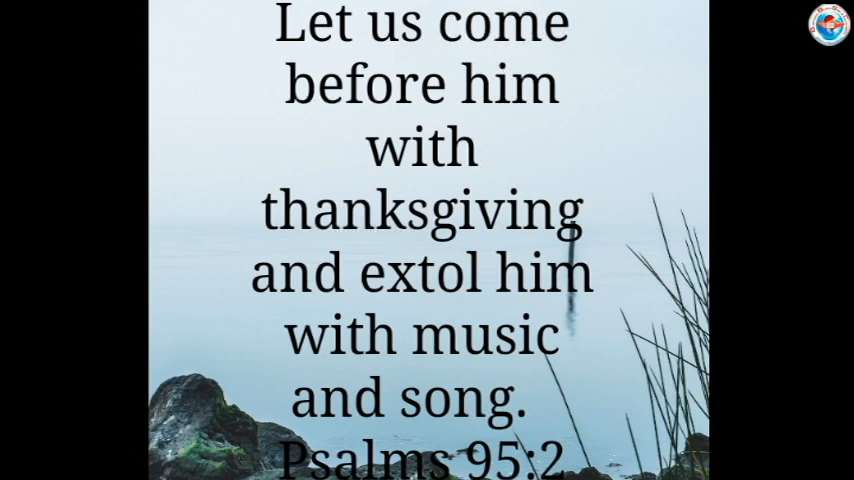 Let us come
before him
with
thanksgiving
and extol him
with music
and song.
Psalms 95:2